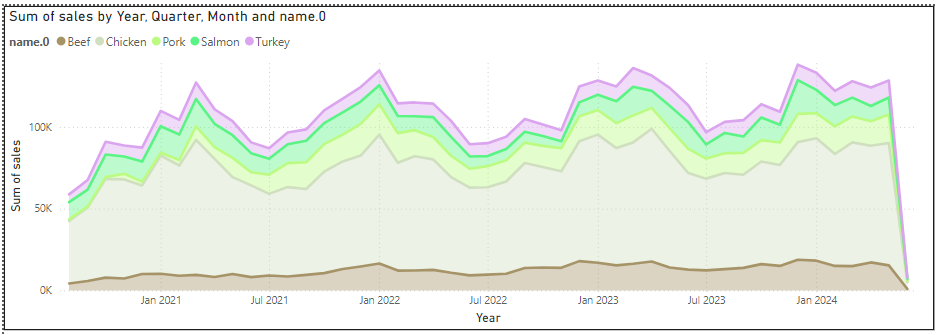 Sum of sales by Year, Quarter, Month and name.0
name.0 Beef Chicken Pork Salmon Turkey
Sum of sales
100K
50K
0K
Jan 2021 Jul 2021 Jan 2022 Jul 2022 Jan 2023 Jul 2023 Jan 2024
Year